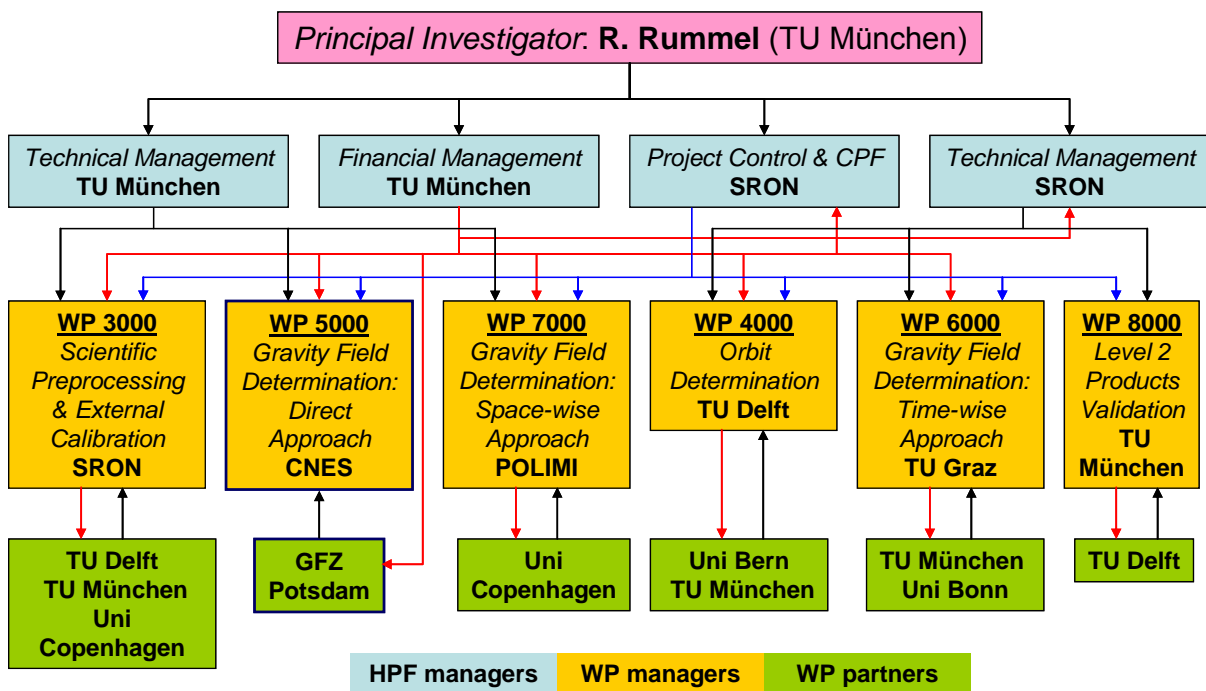 Principal Investigator: R. Rummel (TU München)
Technical Management
TU München
Financial Management
TU München
Project Control & CPF
SRON
Technical Management
SRON
WP 3000
Scientific
Preprocessing
& External
Calibration
SRON
WP 5000
Gravity Field
Determination:
Direct
Approach
CNES
WP 7000
Gravity Field
Determination:
Space-wise
Approach
POLIMI
WP 4000
Orbit
Determination
TU Delft
WP 6000
Gravity Field
Determination:
Time-wise
Approach
TU Graz
WP 8000
Level 2
Products
Validation
TU
München
TU Delft
TU München
Uni
Copenhagen
GFZ
Potsdam
Uni
Copenhagen
Uni Bern
TU München
TU München
Uni Bonn
TU Delft
HPF managers
WP managers
WP partners